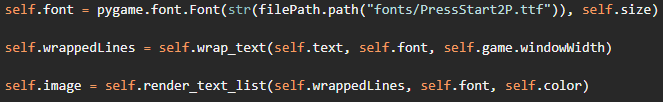 self.font = pygame.font.Font(str(filePath.path("fonts/PressStart2P.ttf")), self.size)
self.wrappedLines = self.wrap_text(self.text, self.font, self.game.windowWidth)
self.image = self.render_text_list(self.wrappedLines, self.font, self.color)